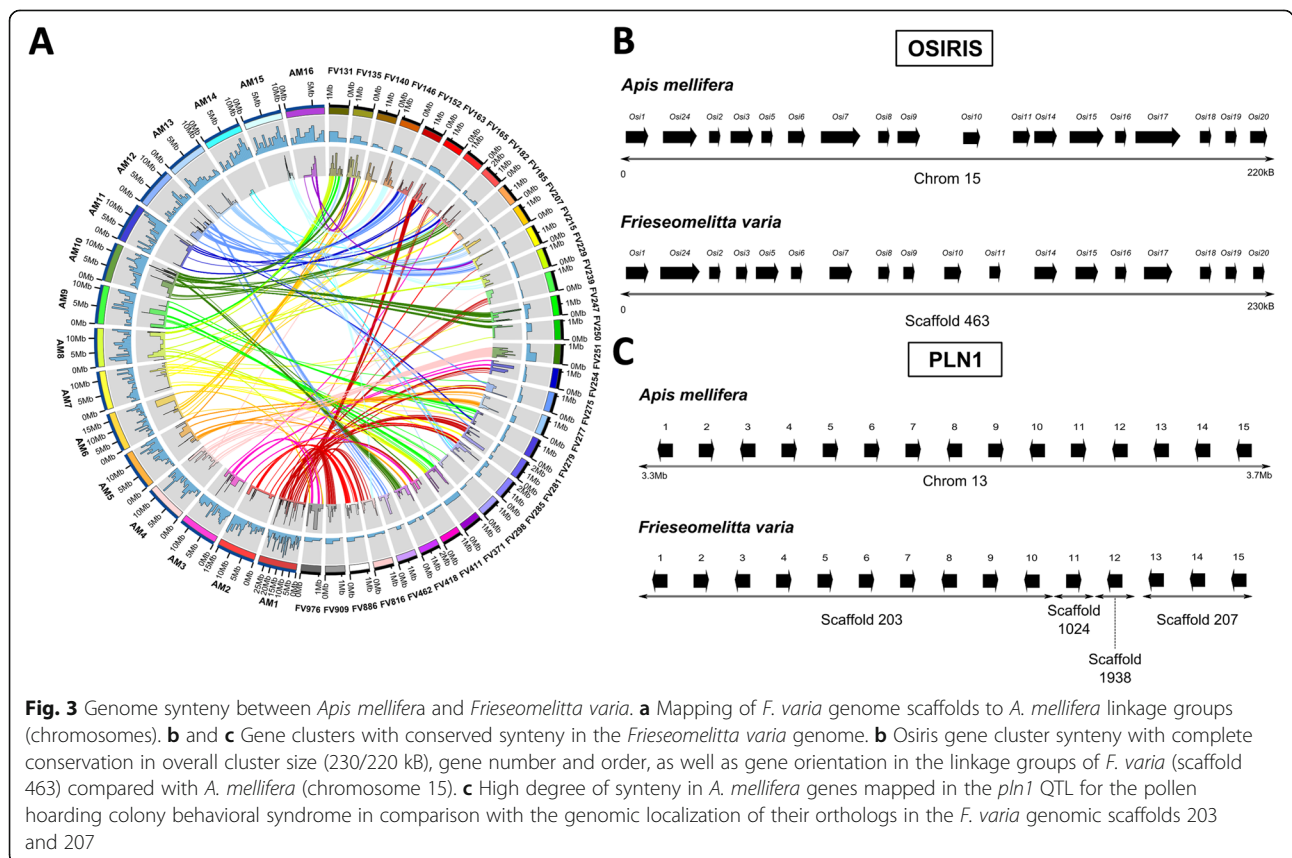 A
AM16
AM15
AM14
AM13
AM12
AM11
AM10
AM9
AM8
AM7
AM6
AM5
AM4
AM3
AM2
AM1
FV131
FV135
FV140
FV146
FV152
FV163
FV165
FV182
FV185
FV207
FV215
FV229
FV239
FV247
FV250
FV251
FV254
FV275
FV277
FV279
FV281
FV285
FV298
FV371
FV411
FV418
FV462
FV816
FV886
FV909
FV976
B
OSIRIS
Apis mellifera
Osi1 Osi24 Osi2 Osi3 Osi5 Osi6 Osi7 Osi8 Osi9 Osi10 Osi11 Osi14 Osi15 Osi16 Osi17 Osi18 Osi19 Osi20
0 Chrom 15 220kB
Frieseomelitta varia
Osi1 Osi24 Osi2 Osi3 Osi5 Osi6 Osi7 Osi8 Osi9 Osi10 Osi11 Osi14 Osi15 Osi16 Osi17 Osi18 Osi19 Osi20
0 Scaffold 463 230kB
C
PLN1
Apis mellifera
1 2 3 4 5 6 7 8 9 10 11 12 13 14 15
3.3Mb Chrom 13 3.7Mb
Frieseomelitta varia
1 2 3 4 5 6 7 8 9 10 11 12 13 14 15
Scaffold 203
Scaffold
1024
Scaffold
1938
Scaffold 207
Fig. 3 Genome synteny between Apis mellifera and Frieseomelitta varia. a Mapping of F. varia genome scaffolds to A. mellifera linkage groups
(chromosomes). b and c Gene clusters with conserved synteny in the Frieseomelitta varia genome. b Osiris gene cluster synteny with complete
conservation in overall cluster size (230/220 kB), gene number and order, as well as gene orientation in the linkage groups of F. varia (scaffold
463) compared with A. mellifera (chromosome 15). c High degree of synteny in A. mellifera genes mapped in the pln1 QTL for the pollen
hoarding colony behavioral syndrome in comparison with the genomic localization of their orthologs in the F. varia genomic scaffolds 203
and 207